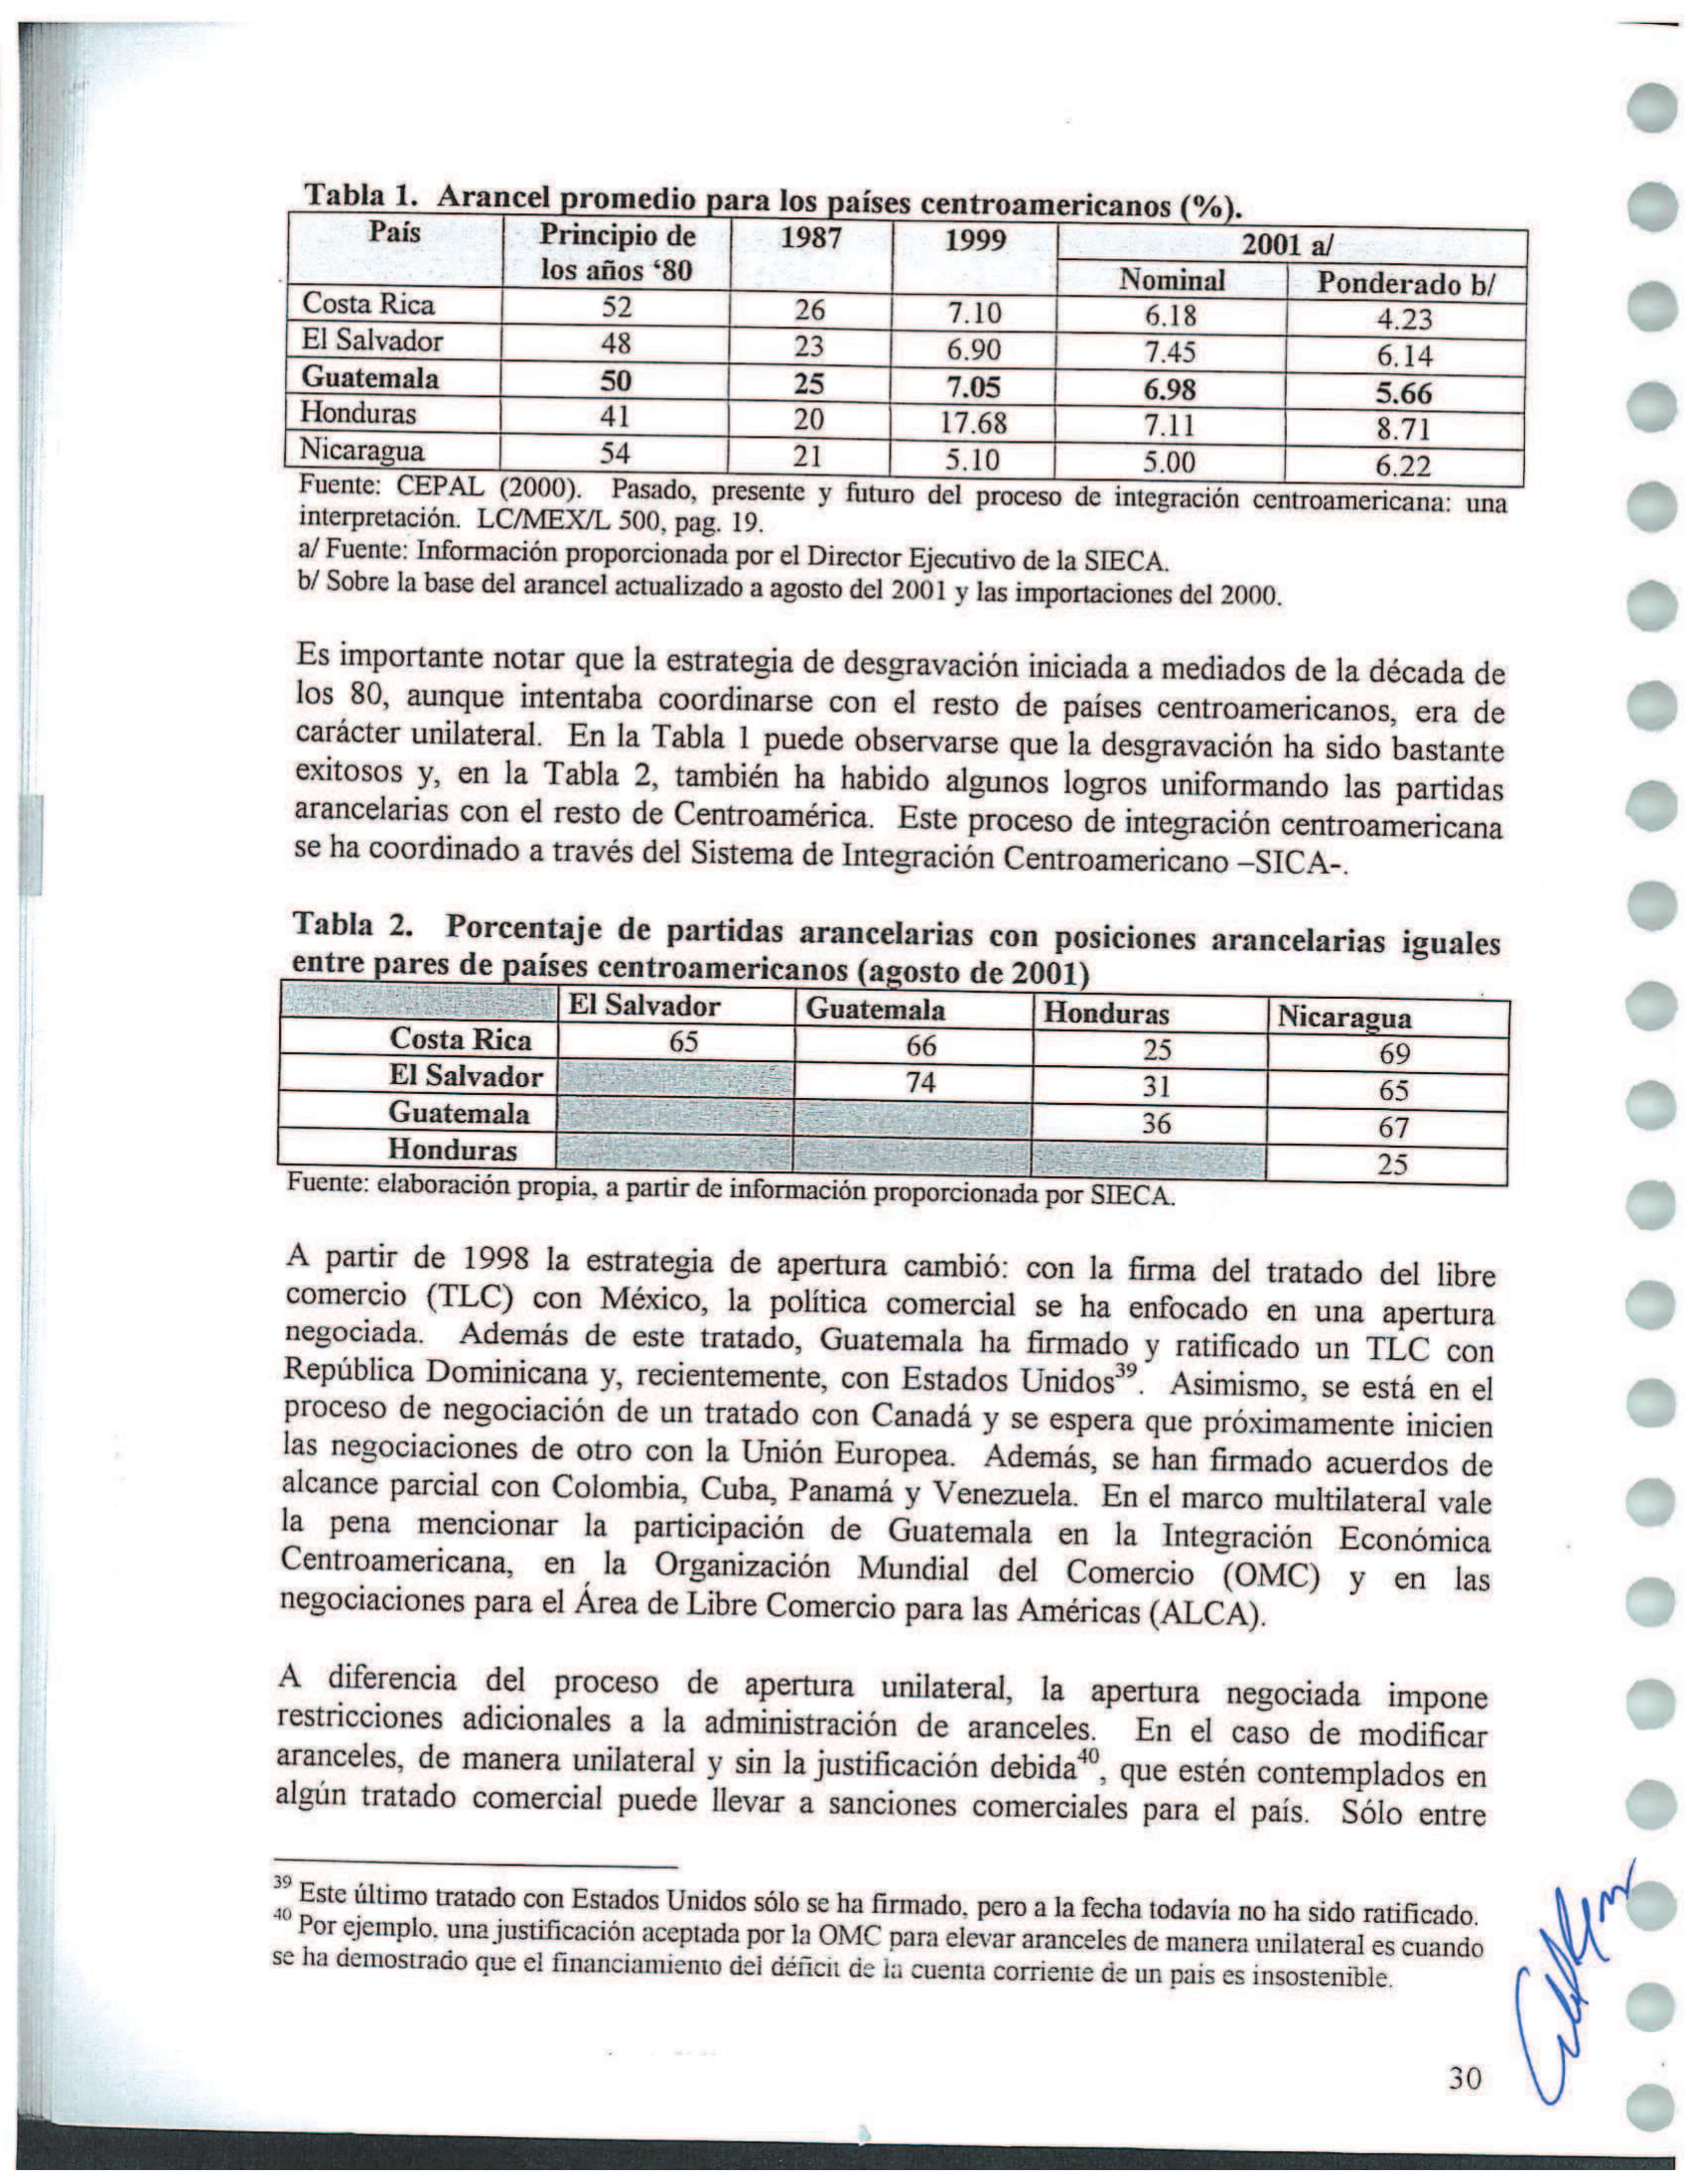 Tabla 1. Arancel promedio para los países centroamericanos (%).
País Principio de los años ‘80 1987 1999 2001 a/
Nominal Ponderado b/
Costa Rica 52 26 7.10 6.18 4.23
El Salvador 48 23 6.90 7.45 6.14
Guatemala 50 25 7.05 6.98 5.66
Honduras 41 20 17.68 7.11 8.71
Nicaragua 54 21 5.10 5.00 6.22
Fuente: CEPAL (2000). Pasado, presente y futuro del proceso de integración centroamericana: una
interpretación. LC/MEX/L 500, pag. 19.
a/ Fuente: Información proporcionada por el Director Ejecutivo de la SIECA.
b/ Sobre la base del arancel actualizado a agosto del 2001 y las importaciones del 2000.
Es importante notar que la estrategia de desgravación iniciada a mediados de la década de
los 80, aunque intentaba coordinarse con el resto de países centroamericanos, era de
carácter unilateral. En la Tabla 1 puede observarse que la desgravación ha sido bastante
exitosos y, en la Tabla 2, también ha habido algunos logros uniformando las partidas
arancelarias con el resto de Centroamérica. Este proceso de integración centroamericana
se ha coordinado a través del Sistema de Integración Centroamericano –SICA-.
Tabla 2. Porcentaje de partidas arancelarias con posiciones arancelarias iguales
entre pares de países centroamericanos (agosto de 2001)
El Salvador Guatemala Honduras Nicaragua
Costa Rica 65 66 25 69
El Salvador 74 31 65
Guatemala 36 67
Honduras 25
Fuente: elaboración propia, a partir de información proporcionada por SIECA.
A partir de 1998 la estrategia de apertura cambió: con la firma del tratado del libre
comercio (TLC) con México, la política comercial se ha enfocado en una apertura
negociada. Además de este tratado, Guatemala ha firmado y ratificado un TLC con
República Dominicana y, recientemente, con Estados Unidos39. Asimismo, se está en el
proceso de negociación de un tratado con Canadá y se espera que próximamente inicien
las negociaciones de otro con la Unión Europea. Además, se han firmado acuerdos de
alcance parcial con Colombia, Cuba, Panamá y Venezuela. En el marco multilateral vale
la pena mencionar la participación de Guatemala en la Integración Económica
Centroamericana, en la Organización Mundial del Comercio (OMC) y en las
negociaciones para el Área de Libre Comercio para las Américas (ALCA).
A diferencia del proceso de apertura unilateral, la apertura negociada impone
restricciones adicionales a la administración de aranceles. En el caso de modificar
aranceles, de manera unilateral y sin la justificación debida40, que estén contemplados en
algún tratado comercial puede llevar a sanciones comerciales para el país. Sólo entre
39 Este último tratado con Estados Unidos sólo se ha firmado, pero a la fecha todavía no ha sido ratificado.
40 Por ejemplo, una justificación aceptada por la OMC para elevar aranceles de manera unilateral es cuando
se ha demostrado que el financiamiento del déficit de la cuenta corriente de un país es insostenible.
30